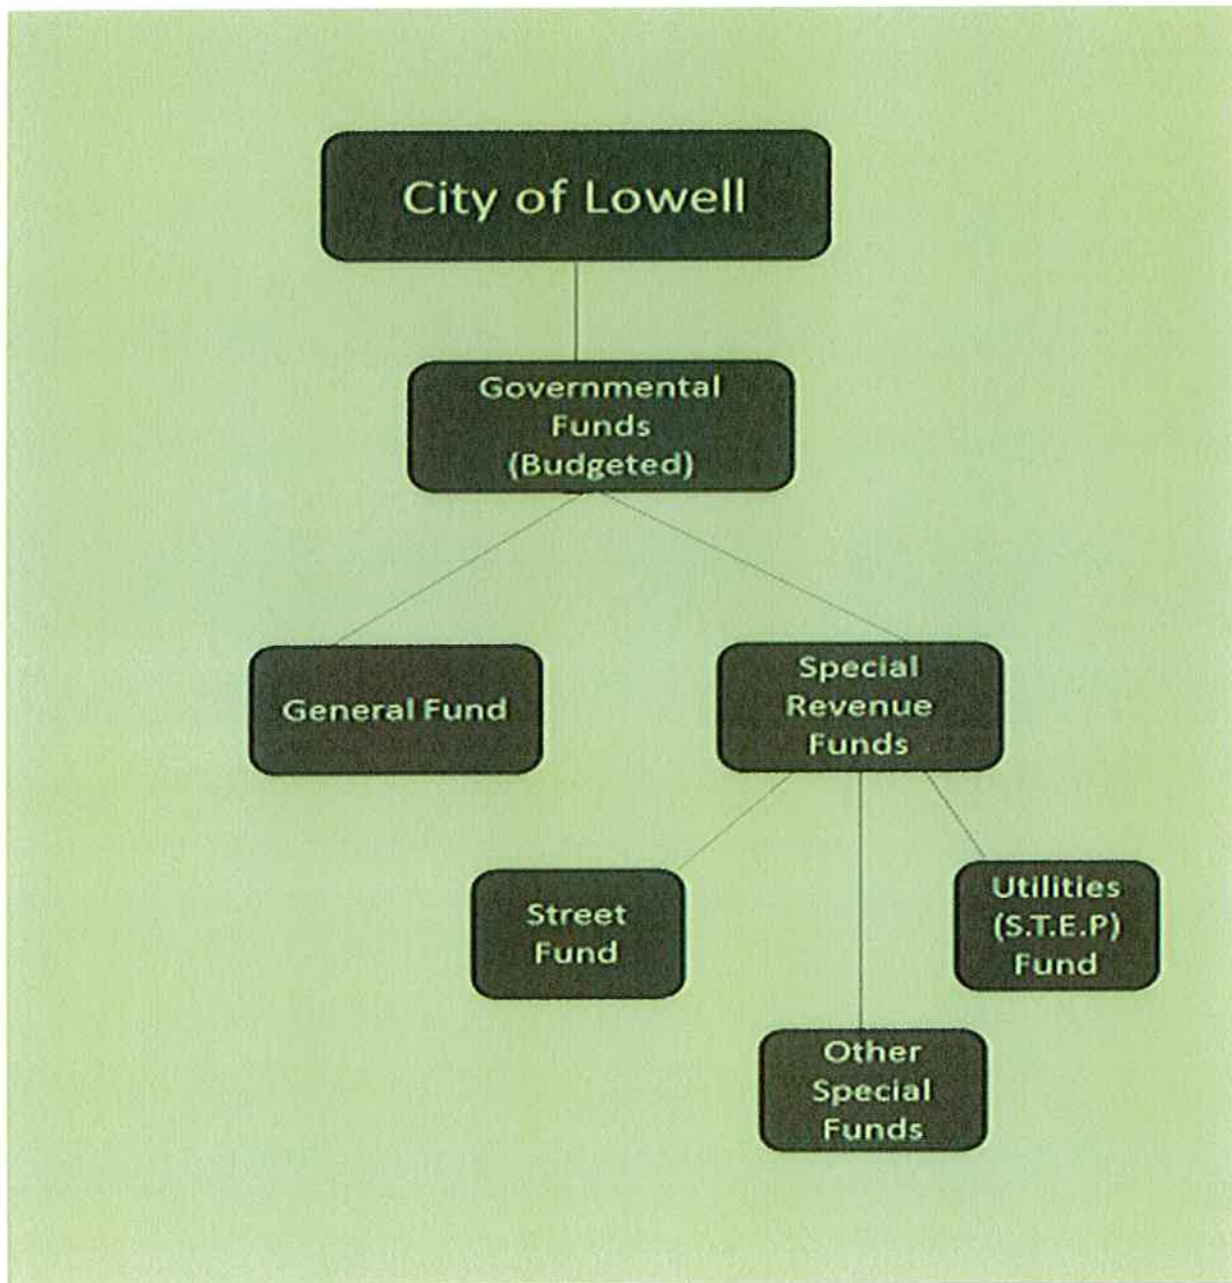 City of Lowell
Governmental
Funds
(Budgeted)
General Fund
Special
Revenue
Funds
Street
Fund
Utilities
(S.T.E.P)
Fund
Other
Special
Funds